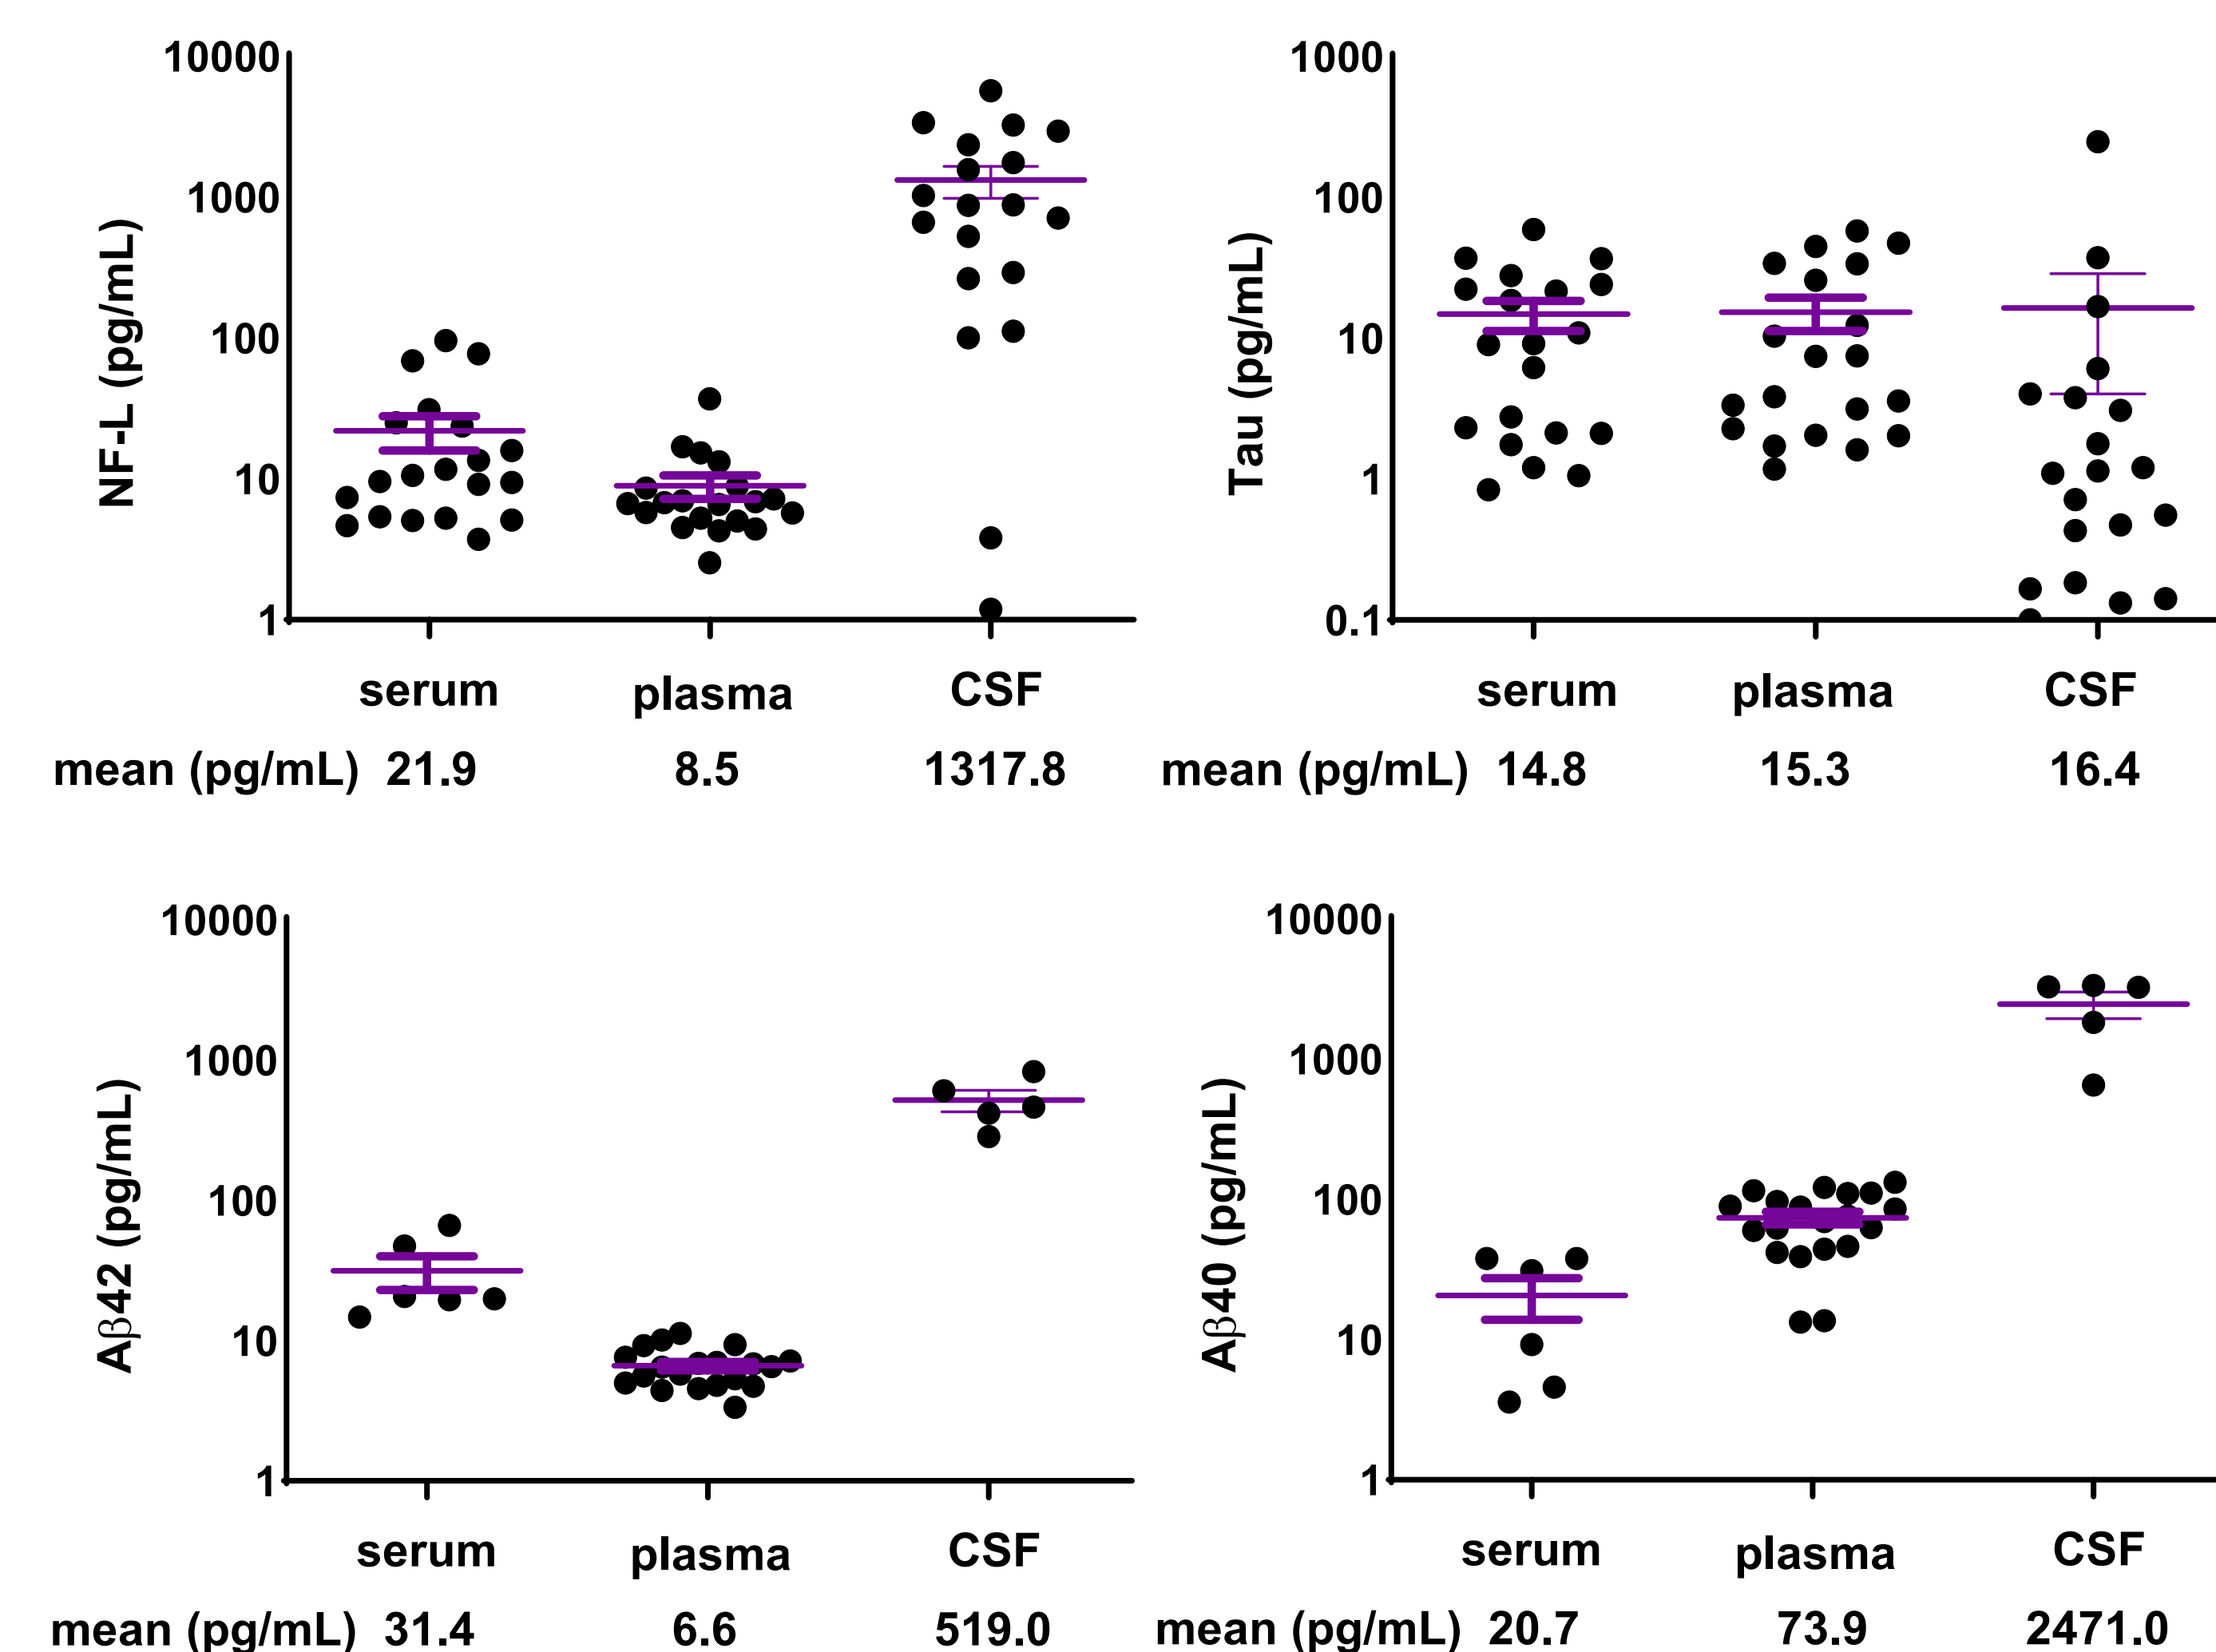 10000
1000
100
10
1
NF-L (pg/mL)
serum plasma CSF
mean (pg/mL) 21.9 8.5 1317.8
1000
100
10
1
0.1
Tau (pg/mL)
serum plasma CSF
mean (pg/mL) 14.8 15.3 16.4
10000
1000
100
10
1
Aβ42 (pg/mL)
serum plasma CSF
mean (pg/mL) 31.4 6.6 519.0
10000
1000
100
10
1
Aβ40 (pg/mL)
serum plasma CSF
mean (pg/mL) 20.7 73.9 2471.0